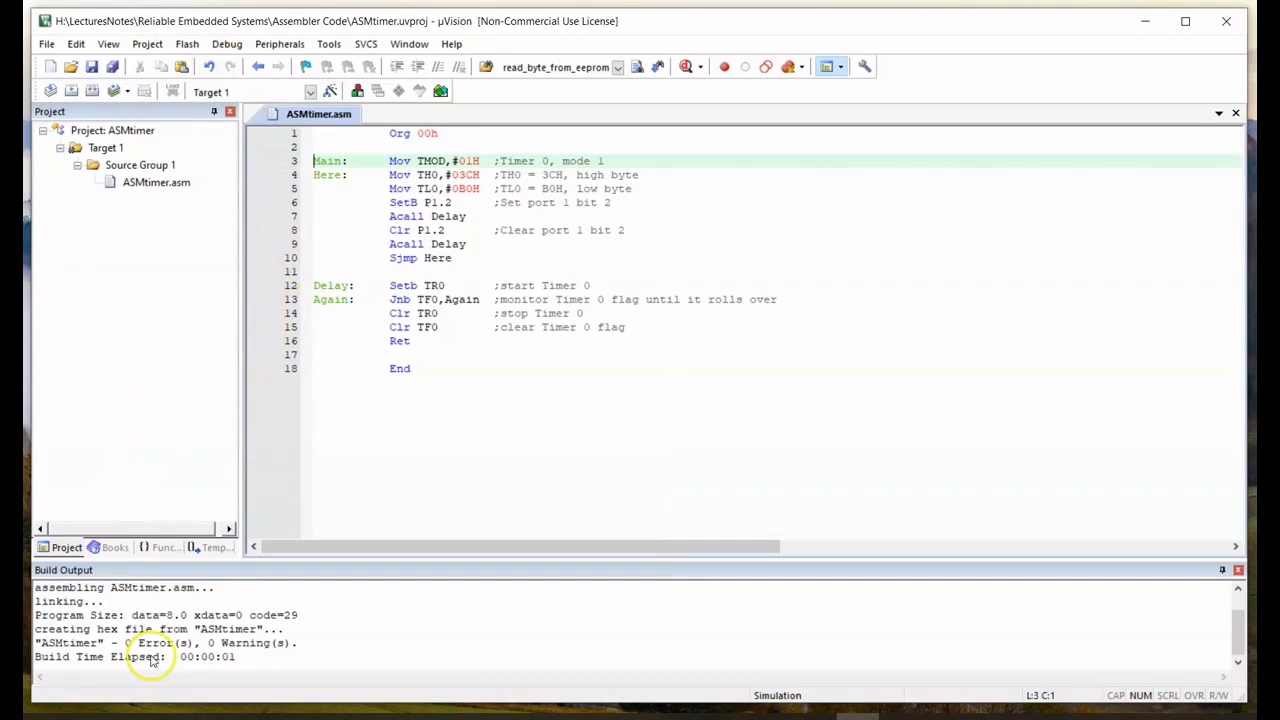 H:\LecturesNotes\Reliable Embedded Systems\Assembler Code\ASMtimer.uvproj - µVision [Non-Commercial Use License]
File Edit View Project Flash Debug Peripherals Tools SVCS Window Help
read_byte_from_eeprom
LOAD Target 1
Project
ASMtimer.asm
Project: ASMtimer
Target 1
Source Group 1
ASMtimer.asm
1 Org 00h
2
3 Main: Mov TMOD,#01H ;Timer 0, mode 1
4 Here: Mov TH0,#03CH ;TH0 = 3CH, high byte
5 Mov TL0,#0B0H ;TL0 = B0H, low byte
6 SetB P1.2 ;Set port 1 bit 2
7 Acall Delay
8 Clr P1.2 ;Clear port 1 bit 2
9 Acall Delay
10 Sjmp Here
11
12 Delay: Setb TR0 ;start Timer 0
13 Again: Jnb TF0,Again ;monitor Timer 0 flag until it rolls over
14 Clr TR0 ;stop Timer 0
15 Clr TF0 ;clear Timer 0 flag
16 Ret
17
18 End
Project Books {} Func... Temp...
Build Output
assembling ASMtimer.asm...
linking...
Program Size: data=8.0 xdata=0 code=29
creating hex file from "ASMtimer"...
"ASMtimer" - 0 Error(s), 0 Warning(s).
Build Time Elapsed: 00:00:01
Simulation L:3 C:1 CAP NUM SCRL OVR R/W